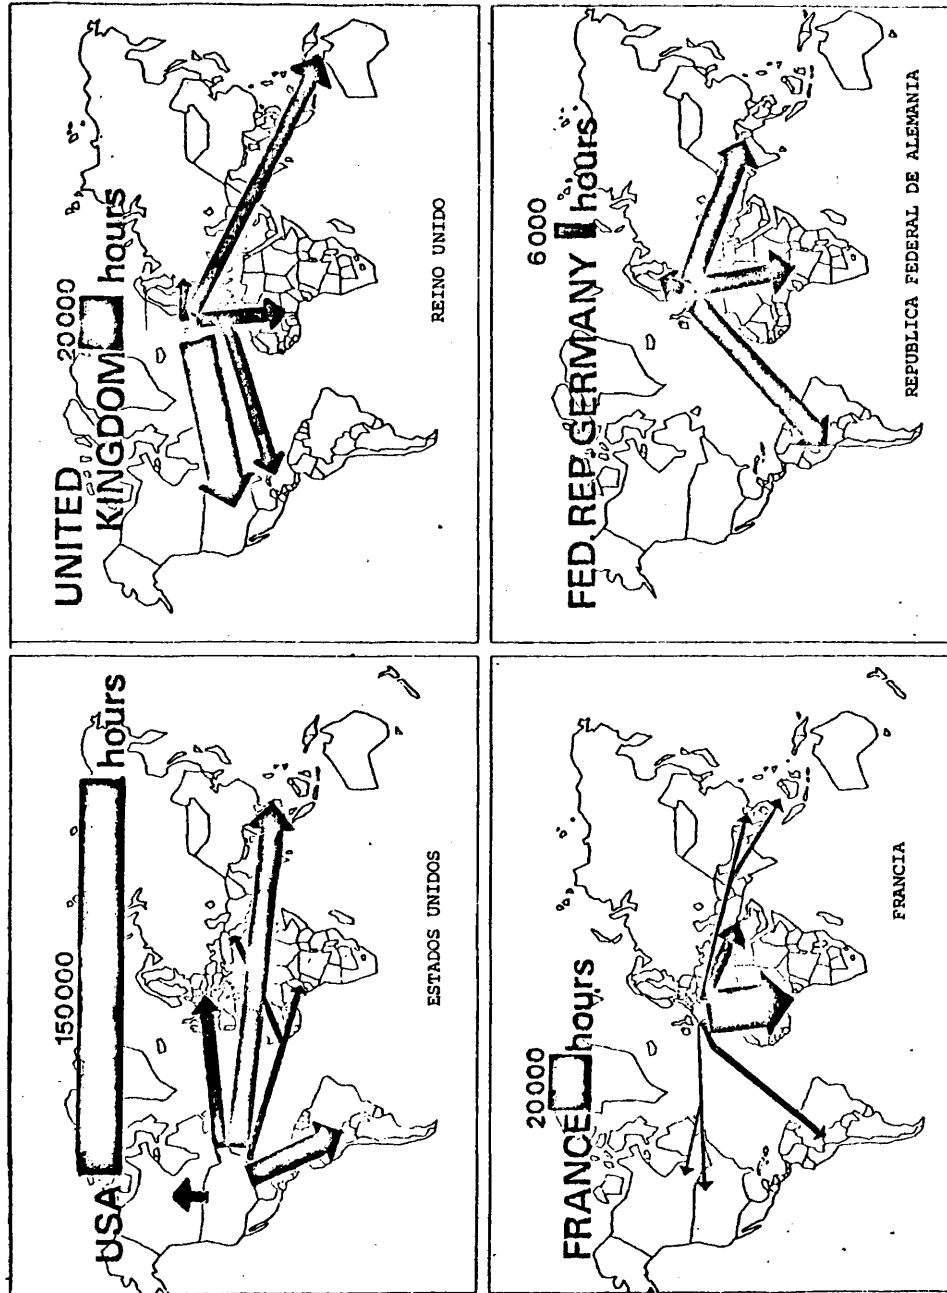 USA 150000 hours
ESTADOS UNIDOS
UNITED
KINGDOM 20000 hours
REINO UNIDO
FRANCE 20000 hours
FRANCIA
FED. REP. GERMANY 6000 hours
REPUBLICA FEDERAL DE ALEMANIA